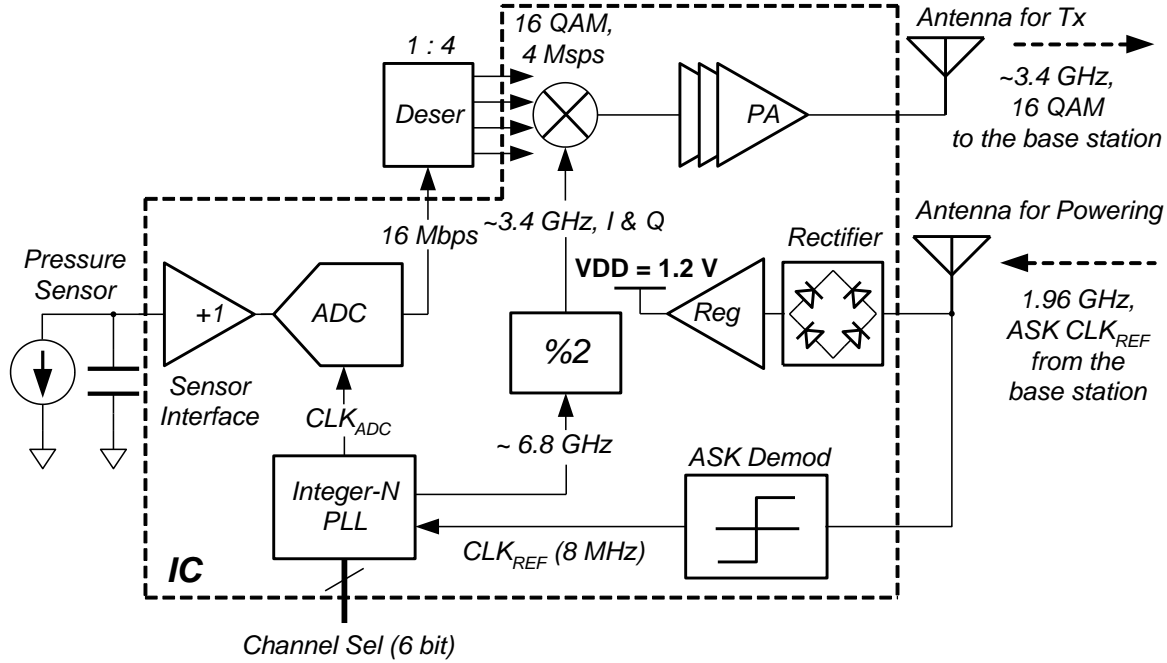 16 QAM,
4 Msps
1 : 4
Deser
PA
Antenna for Tx
~3.4 GHz,
16 QAM
to the base station
16 Mbps
~3.4 GHz, I & Q
Antenna for Powering
Rectifier
VDD = 1.2 V
Reg
1.96 GHz,
ASK CLK_REF
from the
base station
Pressure
Sensor
+1
ADC
Sensor
Interface
%2
CLK_ADC
~ 6.8 GHz
ASK Demod
Integer-N
PLL
CLK_REF (8 MHz)
IC
Channel Sel (6 bit)